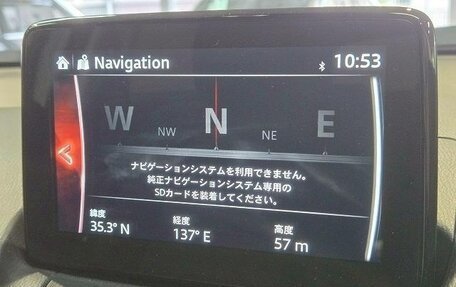 Navigation 10:53
W NW N NE E
ナビゲーションシステムを利用できません。
純正ナビゲーションシステム専用の
SDカードを装着してください。
緯度 経度 高度
35.3° N 137° E 57 m